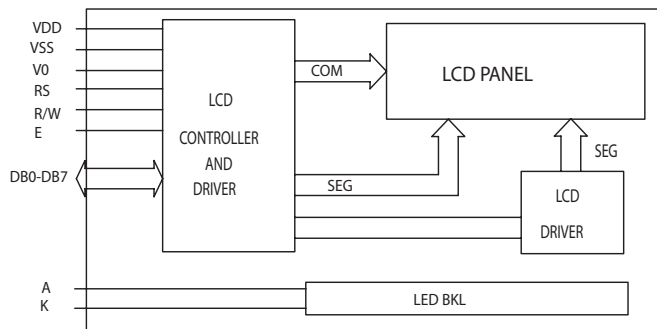 VDD
VSS
V0
RS
R/W
E
DB0-DB7
A
K
LCD
CONTROLLER
AND
DRIVER
COM
SEG
LCD PANEL
SEG
LCD
DRIVER
LED BKL